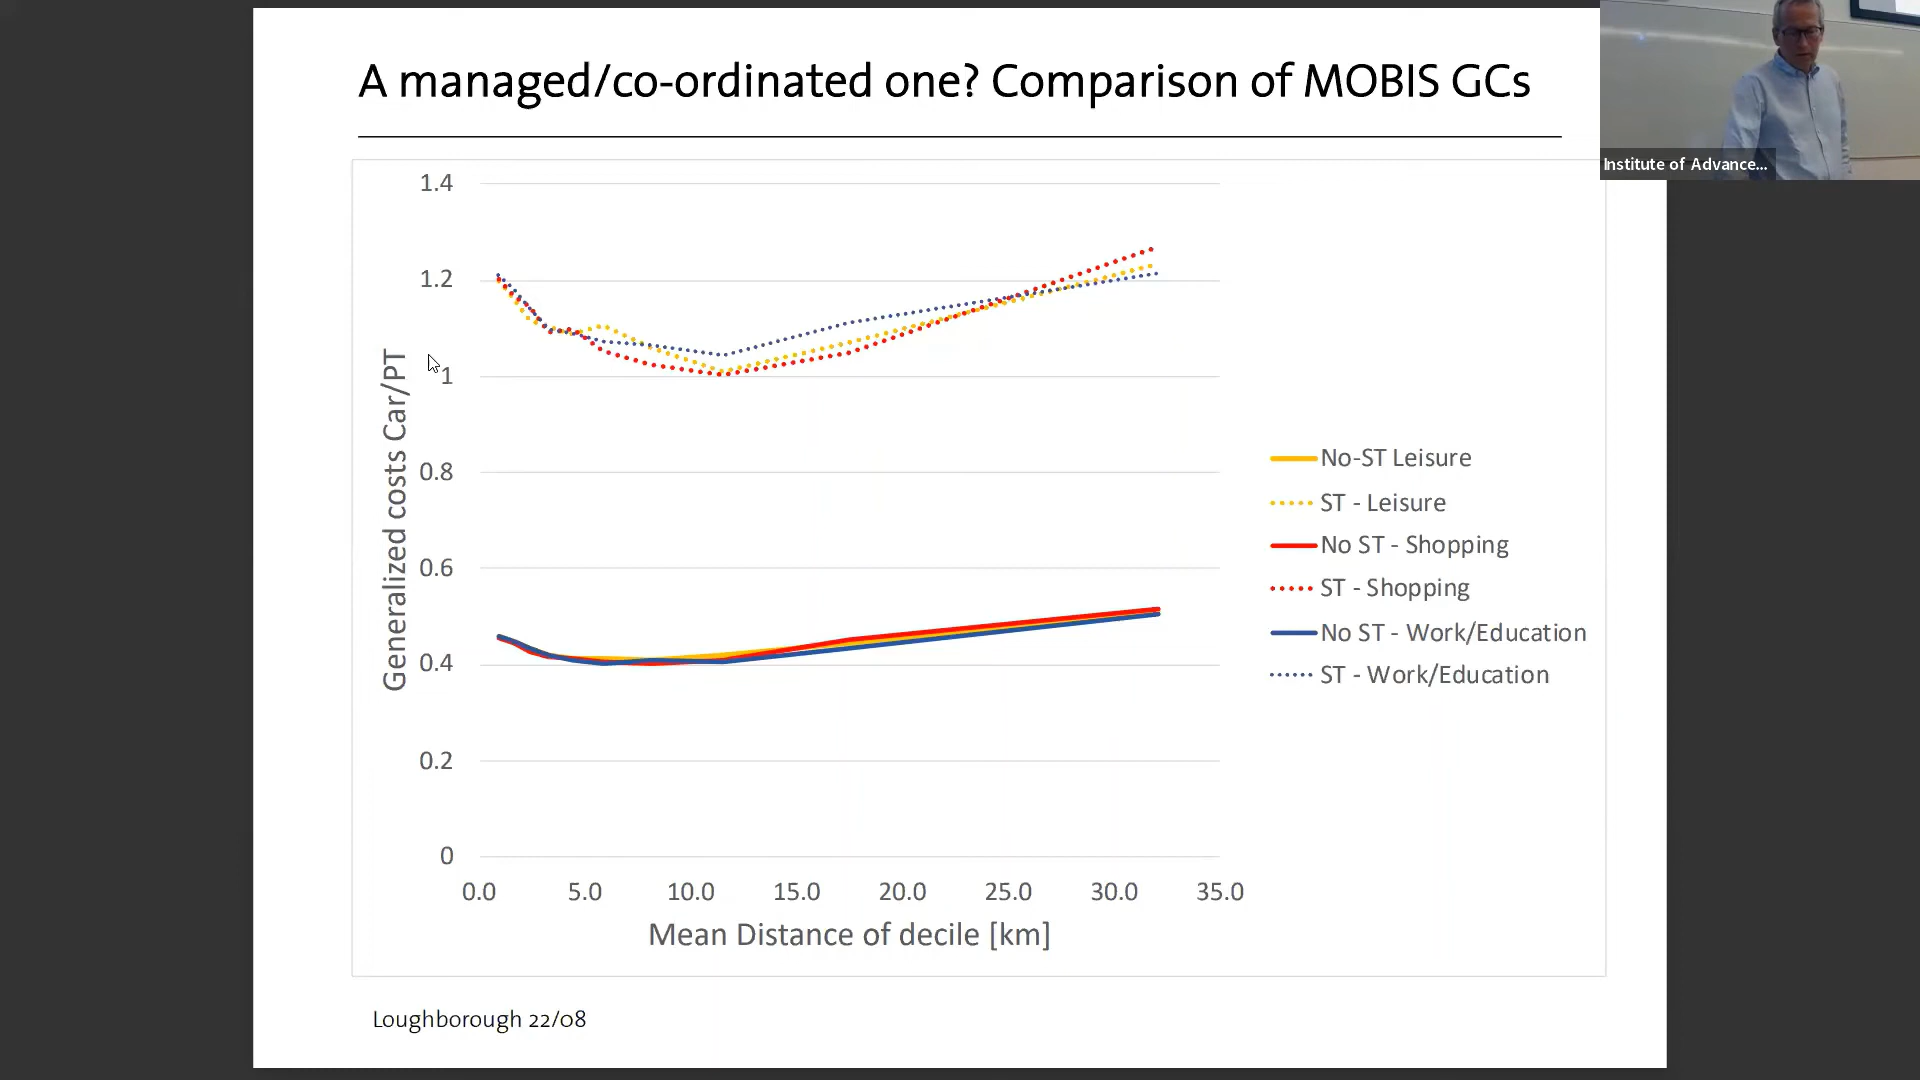 A managed/co-ordinated one? Comparison of MOBIS GCs
Institute of Advance...
1.4
1.2
1
0.8
0.6
0.4
0.2
0
Generalized costs Car/PT
0.0 5.0 10.0 15.0 20.0 25.0 30.0 35.0
Mean Distance of decile [km]
No-ST Leisure
ST - Leisure
No ST - Shopping
ST - Shopping
No ST - Work/Education
ST - Work/Education
Loughborough 22/08